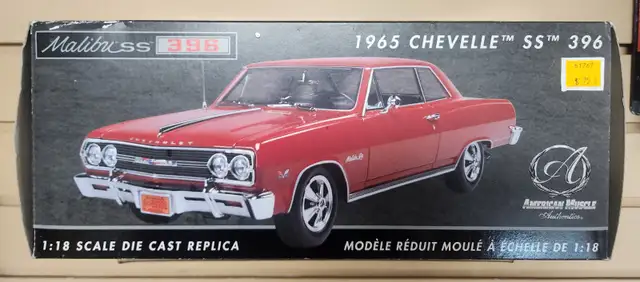 Malibu SS 396
1965 CHEVELLE™ SS™ 396
CHEVROLET
A
AMERICAN MUSCLE
Authentics
1:18 SCALE DIE CAST REPLICA
MODÈLE RÉDUIT MOULÉ À ÉCHELLE DE 1:18